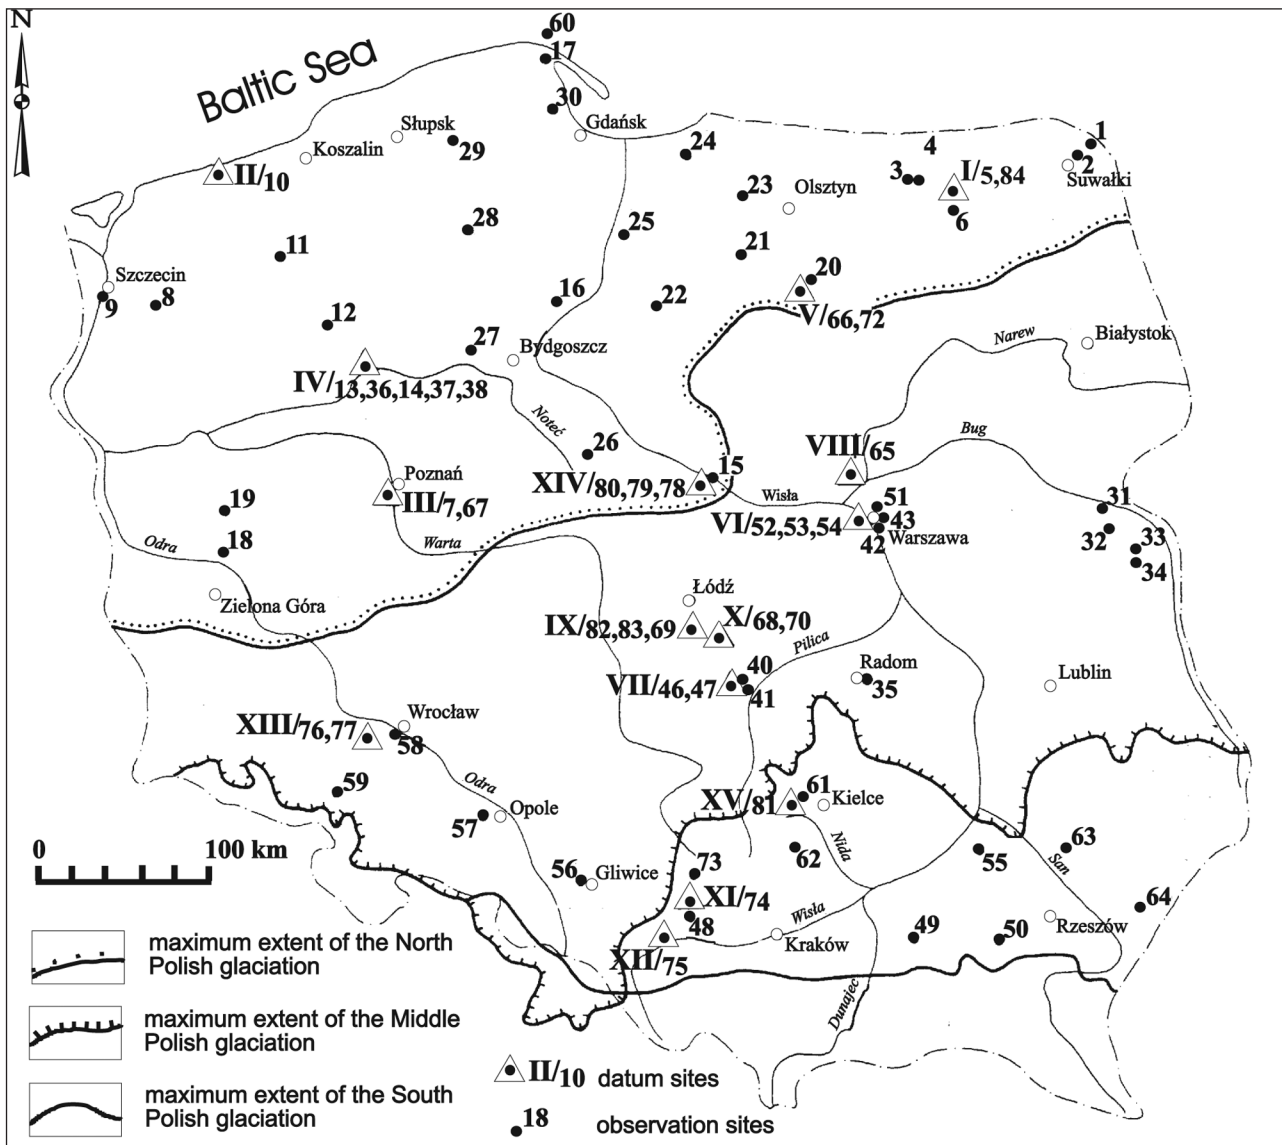 N
60
17
Baltic Sea
30
Słupsk
Gdańsk
Koszalin
29
24
4
1
2
3
I/5,84
Suwałki
II/10
23
Olsztyn
6
28
25
11
21
Szczecin
20
9
8
16
22
V/66,72
12
27
Bydgoszcz
Narew
Białystok
IV/13,36,14,37,38
Noteć
VIII/65
Bug
26
15
Poznań
XIV/80,79,78
Wisła
51
31
19
III/7,67
VI/52,53,54
43
42
Warszawa
32
33
18
Odra
Warta
34
Zielona Góra
Łódź
IX/82,83,69
X/68,70
Pilica
40
Radom
VII/46,47
41
35
Lublin
XIII/76,77
Wrocław
58
59
Odra
61
XV/81
Kielce
Opole
57
62
Nida
63
55
San
0
100 km
73
56
Gliwice
XI/74
64
48
Wisła
Rzeszów
Kraków
49
50
XII/75
Dunajec
maximum extent of the North
Polish glaciation
maximum extent of the Middle
Polish glaciation
maximum extent of the South
Polish glaciation
II/10 datum sites
18 observation sites